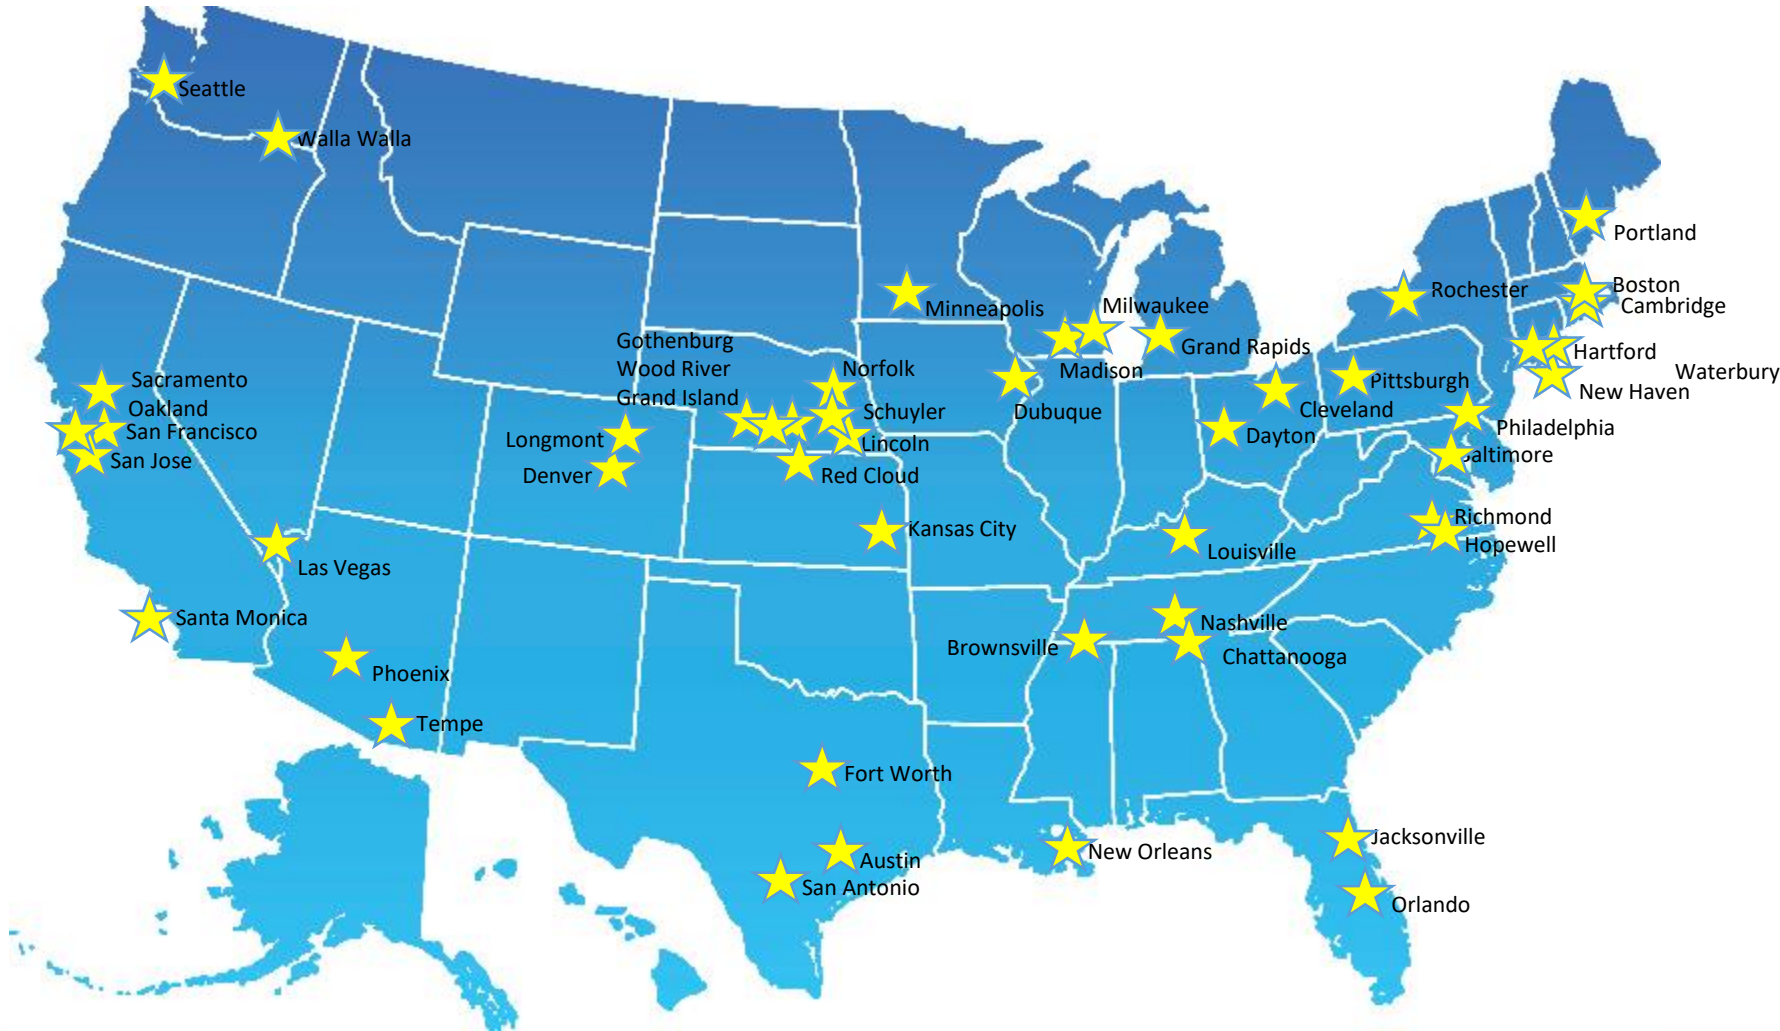 Seattle
Walla Walla
Portland
Boston
Rochester
Cambridge
Milwaukee
Minneapolis
Gothenburg
Grand Rapids
Hartford
Wood River
Norfolk
Madison
Waterbury
Sacramento
Pittsburgh
New Haven
Grand Island
Oakland
Schuyler
Dubuque
Cleveland
San Francisco
Longmont
Lincoln
Dayton
Philadelphia
San Jose
Baltimore
Denver
Red Cloud
Richmond
Kansas City
Louisville
Hopewell
Las Vegas
Santa Monica
Nashville
Brownsville
Chattanooga
Phoenix
Tempe
Fort Worth
Jacksonville
New Orleans
Austin
San Antonio
Orlando